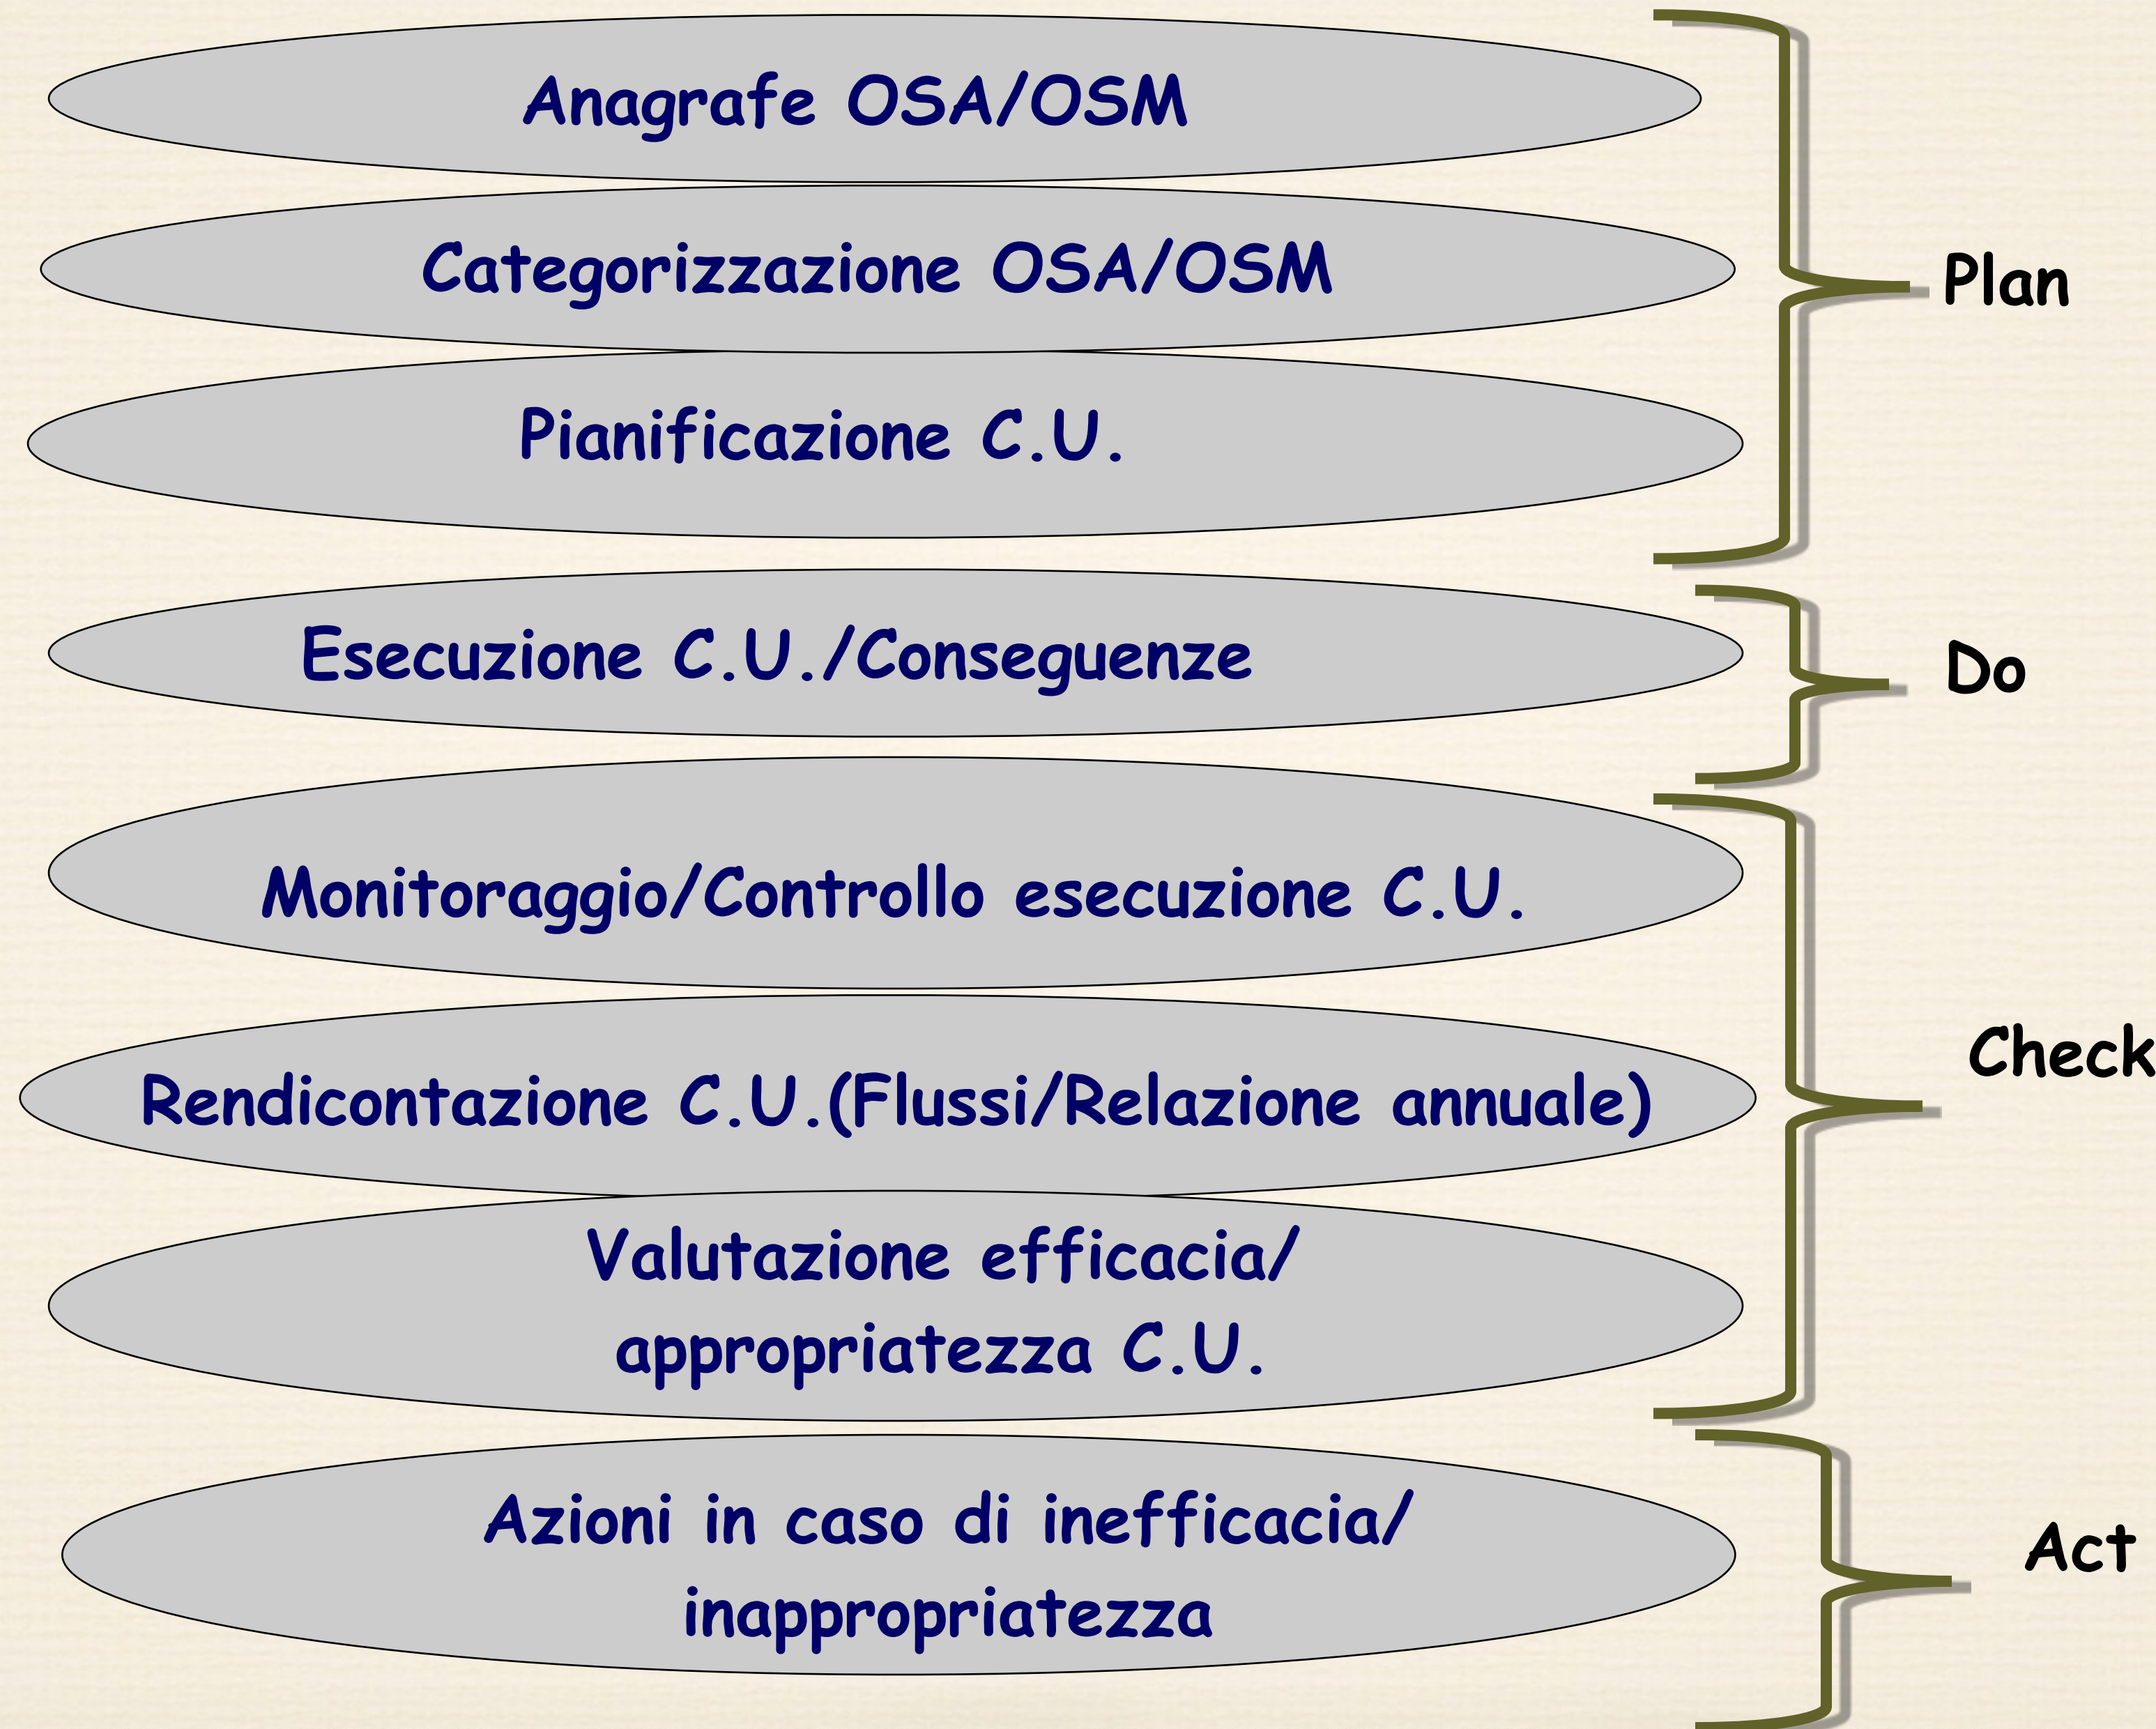 Anagrafe OSA/OSM
Categorizzazione OSA/OSM
Pianificazione C.U.
Plan
Esecuzione C.U./Conseguenze
Do
Monitoraggio/Controllo esecuzione C.U.
Rendicontazione C.U.(Flussi/Relazione annuale)
Valutazione efficacia/
appropriatezza C.U.
Check
Azioni in caso di inefficacia/
inappropriatezza
Act